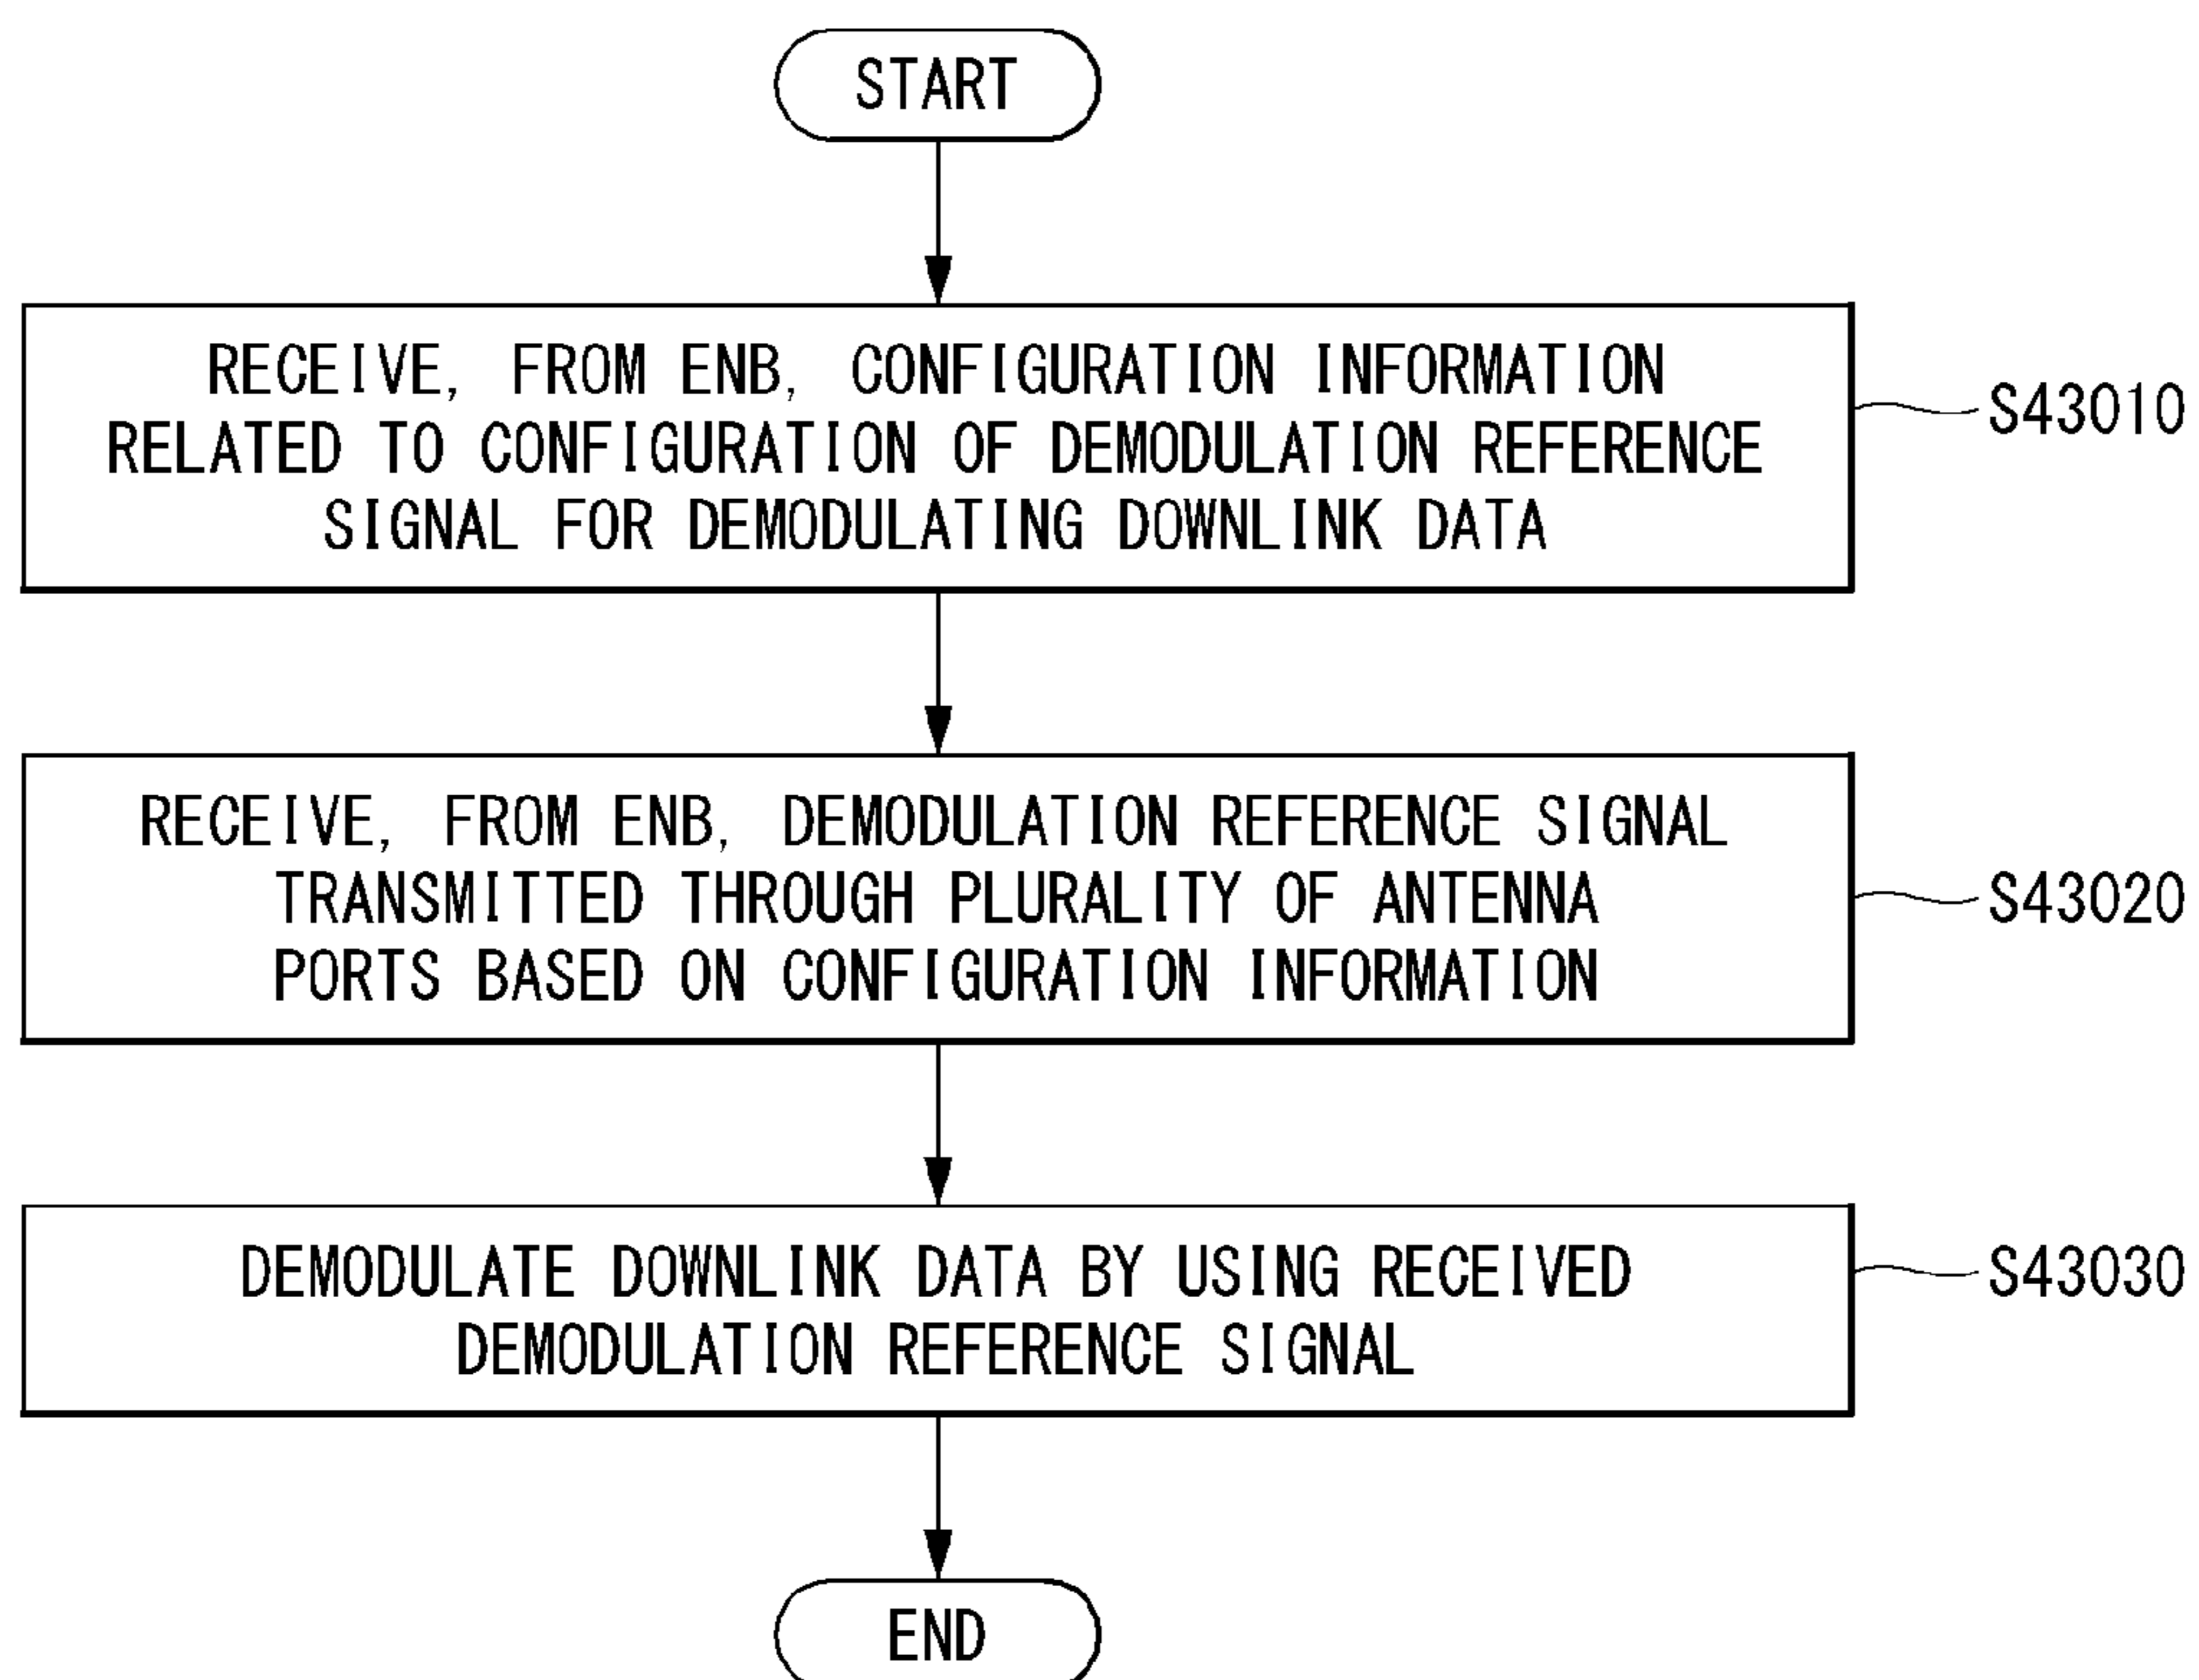 START
RECEIVE, FROM ENB, CONFIGURATION INFORMATION
RELATED TO CONFIGURATION OF DEMODULATION REFERENCE
SIGNAL FOR DEMODULATING DOWNLINK DATA
S43010
RECEIVE, FROM ENB, DEMODULATION REFERENCE SIGNAL
TRANSMITTED THROUGH PLURALITY OF ANTENNA
PORTS BASED ON CONFIGURATION INFORMATION
S43020
DEMODULATE DOWNLINK DATA BY USING RECEIVED
DEMODULATION REFERENCE SIGNAL
S43030
END